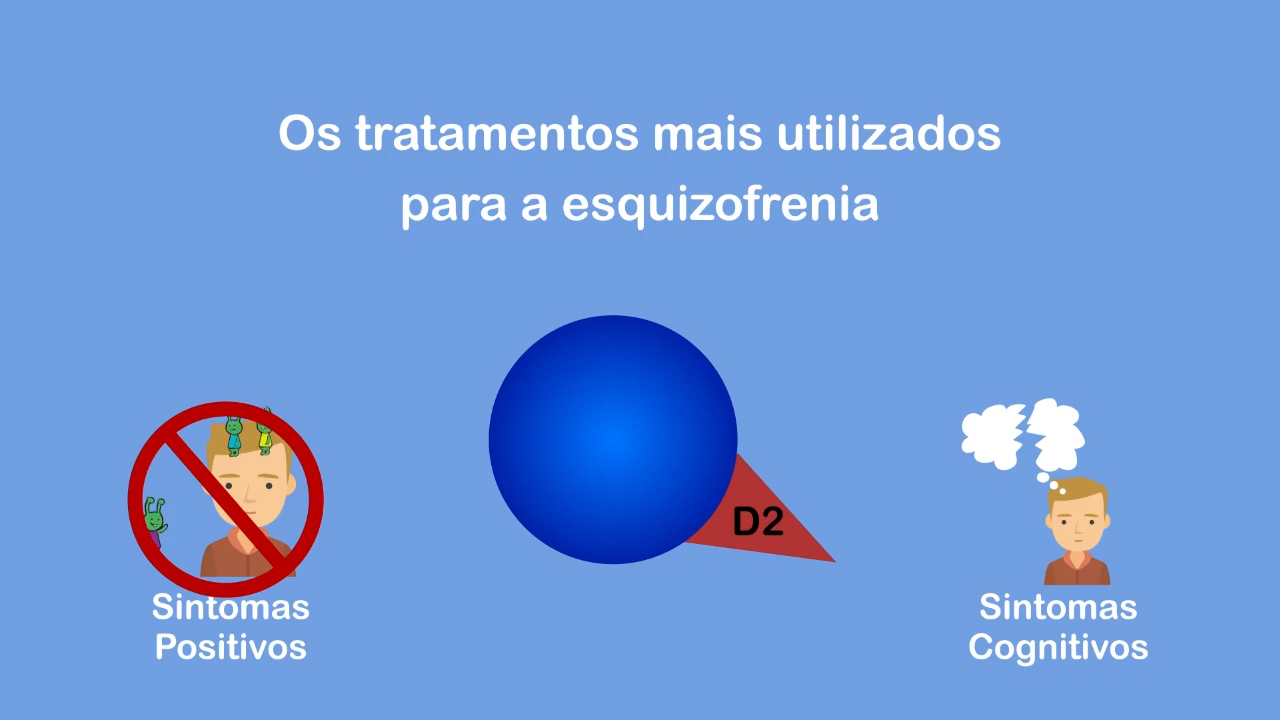 Os tratamentos mais utilizados
para a esquizofrenia
D2
Sintomas
Positivos
Sintomas
Cognitivos